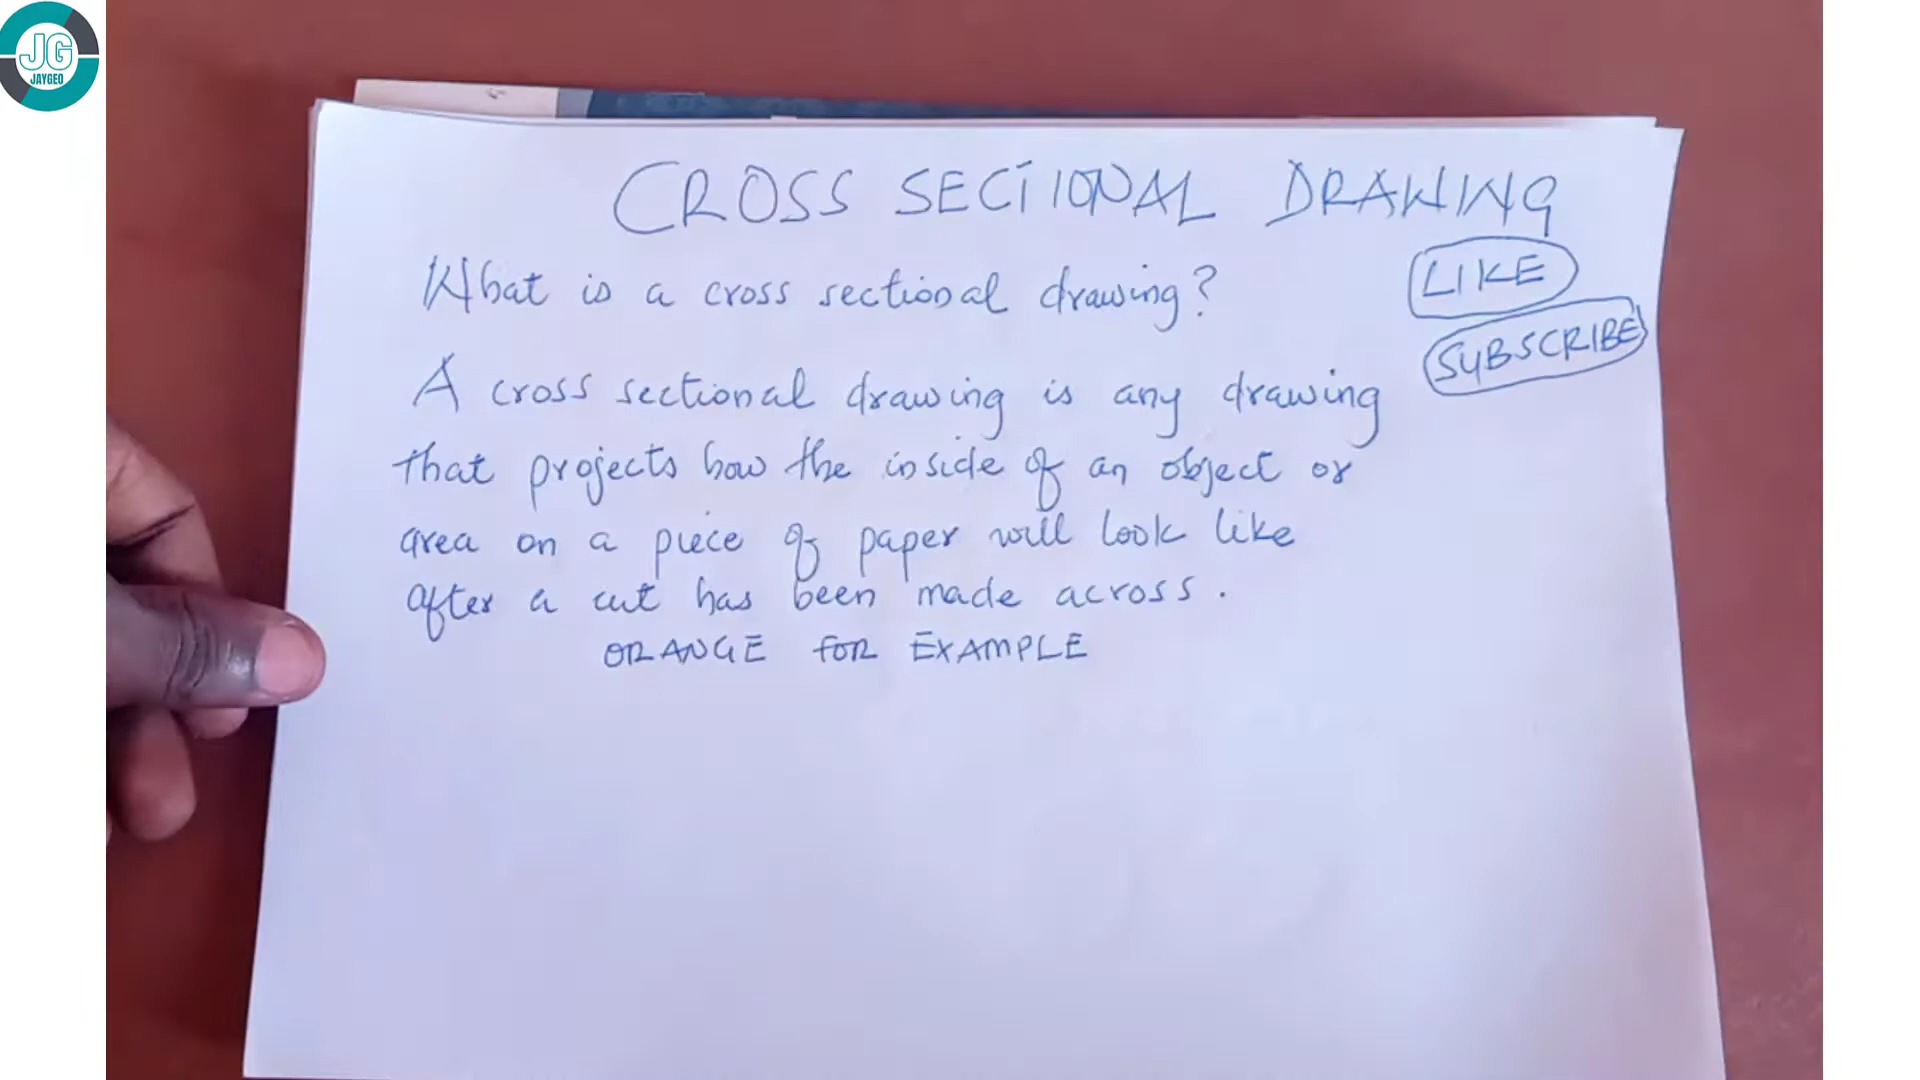 JG
JAYGEO
CROSS SECTIONAL DRAWING
What is a cross sectional drawing?
LIKE
SUBSCRIBE
A cross sectional drawing is any drawing
that projects how the inside of an object or
area on a piece of paper will look like
after a cut has been made across.
ORANGE FOR EXAMPLE